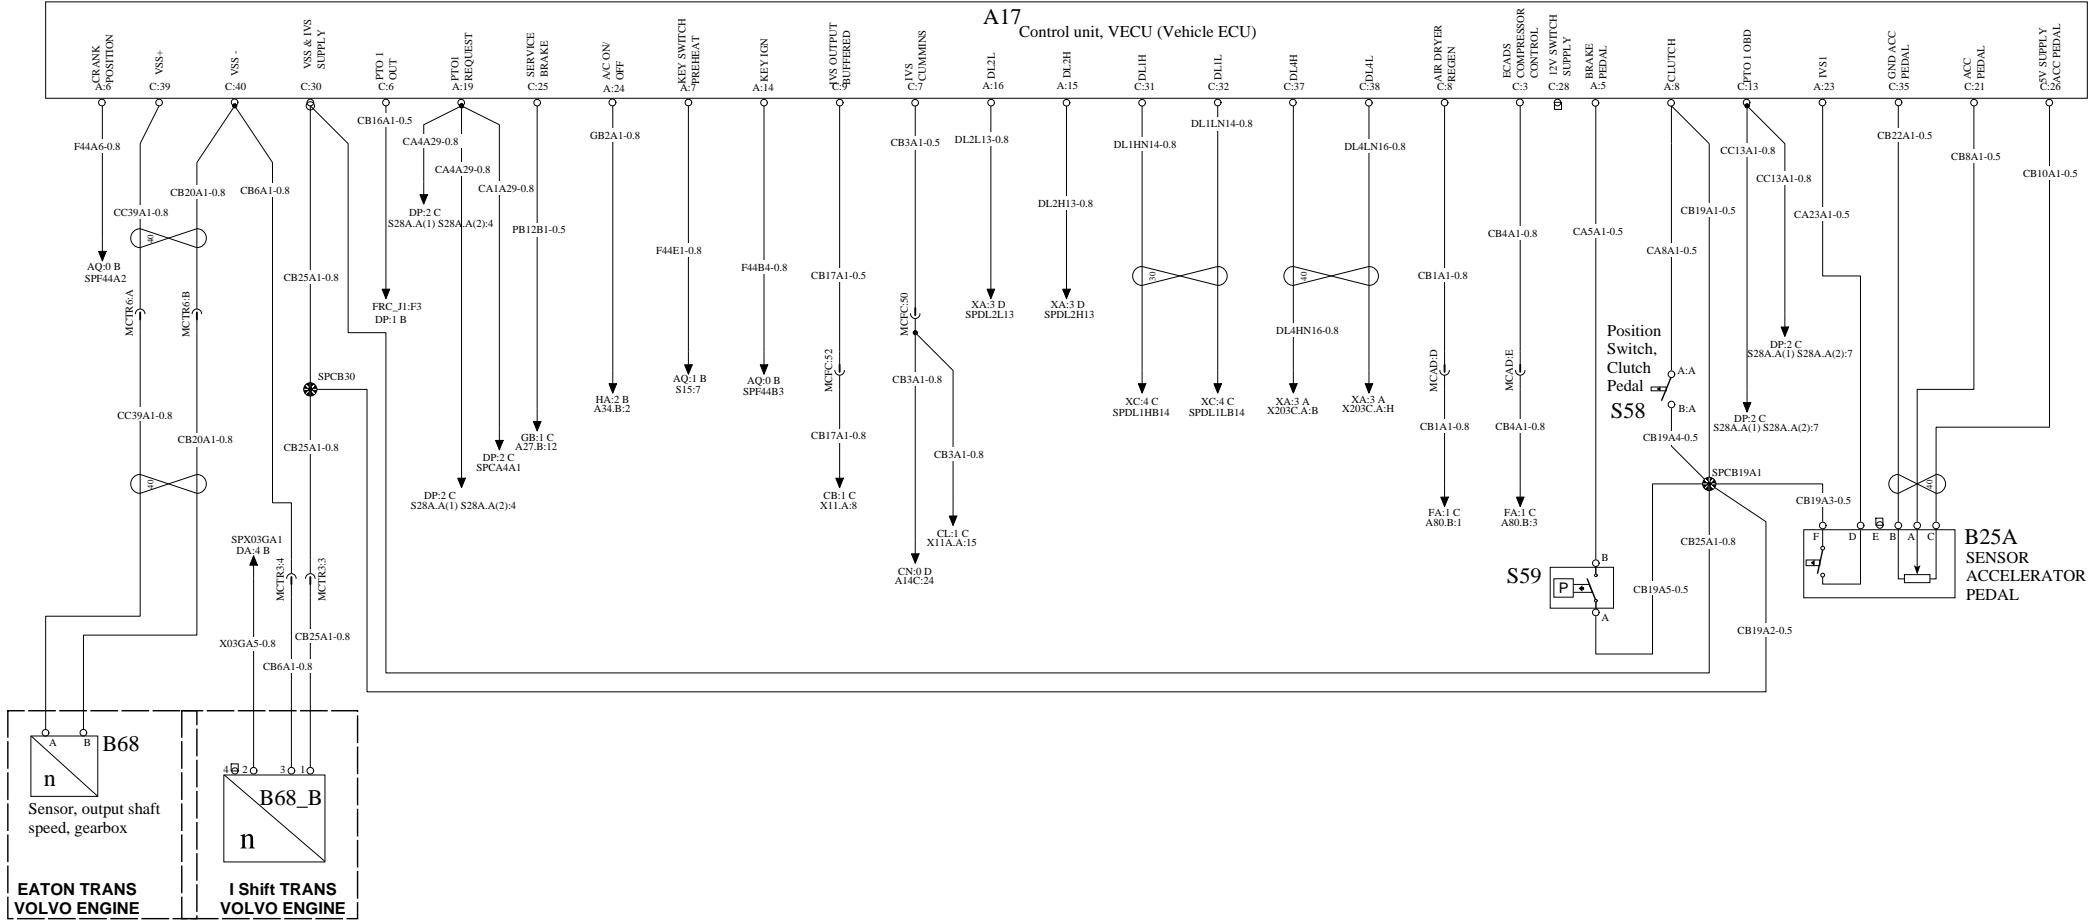 A17
Control unit, VECU (Vehicle ECU)
CRANK
POSITION
A:6
VSS+
C:39
VSS -
C:40
VSS & IVS
SUPPLY
C:30
PTO 1
OUT
C:6
PTO1
REQUEST
A:19
SERVICE
BRAKE
C:25
A/C ON/
OFF
A:24
KEY SWITCH
PREHEAT
A:7
KEY IGN
A:14
IVS OUTPUT
BUFFERED
C:9
IVS
CUMMINS
C:7
DL2L
A:16
DL2H
A:15
DL1H
C:31
DL1L
C:32
DL4H
C:37
DL4L
C:38
AIR DRYER
REGEN
C:8
ECADS
COMPRESSOR
CONTROL
C:3
12V SWITCH
SUPPLY
C:28
BRAKE
PEDAL
A:5
CLUTCH
A:8
PTO 1 OBD
C:13
IVS1
A:23
GND ACC
PEDAL
C:35
ACC
PEDAL
C:21
5V SUPPLY
ACC PEDAL
C:26
F44A6-0.8
AQ:0 B
SPF44A2
CC39A1-0.8
40
MCTR6:A
CC39A1-0.8
40
CB20A1-0.8
MCTR6:B
CB20A1-0.8
CB6A1-0.8
CB25A1-0.8
SPCB30
CB25A1-0.8
SPX03GA1
DA:4 B
MCTR3:4
MCTR3:3
X03GA5-0.8
CB6A1-0.8
CB25A1-0.8
CB16A1-0.5
FRC_J1:F3
DP:1 B
CA4A29-0.8
CA4A29-0.8
CA1A29-0.8
DP:2 C
S28A.A(1) S28A.A(2):4
DP:2 C
SPCA4A1
DP:2 C
S28A.A(1) S28A.A(2):4
PB12B1-0.5
GB:1 C
A27.B:12
GB2A1-0.8
HA:2 B
A34.B:2
F44E1-0.8
AQ:1 B
S15:7
F44B4-0.8
AQ:0 B
SPF44B3
CB17A1-0.5
MCFC:52
CB17A1-0.8
CB:1 C
X11.A:8
CB3A1-0.5
MCFC:50
CB3A1-0.8
CB3A1-0.8
CL:1 C
X11A.A:15
CN:0 D
A14C:24
DL2L13-0.8
XA:3 D
SPDL2L13
DL2H13-0.8
XA:3 D
SPDL2H13
DL1HN14-0.8
30
XC:4 C
SPDL1HB14
DL1LN14-0.8
XC:4 C
SPDL1LB14
40
DL4HN16-0.8
XA:3 A
X203C.A:B
DL4LN16-0.8
XA:3 A
X203C.A:H
CB1A1-0.8
MCAD:D
CB1A1-0.8
FA:1 C
A80.B:1
CB4A1-0.8
MCAD:E
CB4A1-0.8
FA:1 C
A80.B:3
CA5A1-0.5
S59
P
B
A
CB19A5-0.5
CA8A1-0.5
CB19A1-0.5
Position
Switch,
Clutch
Pedal
S58
A:A
B:A
CB19A4-0.5
SPCB19A1
CB25A1-0.8
CB19A2-0.5
CC13A1-0.8
CC13A1-0.8
DP:2 C
S28A.A(1) S28A.A(2):7
DP:2 C
S28A.A(1) S28A.A(2):7
CA23A1-0.5
CB19A3-0.5
CB22A1-0.5
CB8A1-0.5
CB10A1-0.5
40
F D E B A C
B25A
SENSOR
ACCELERATOR
PEDAL
A B
B68
n
Sensor, output shaft
speed, gearbox
EATON TRANS
VOLVO ENGINE
4 2 3 1
B68_B
n
I Shift TRANS
VOLVO ENGINE